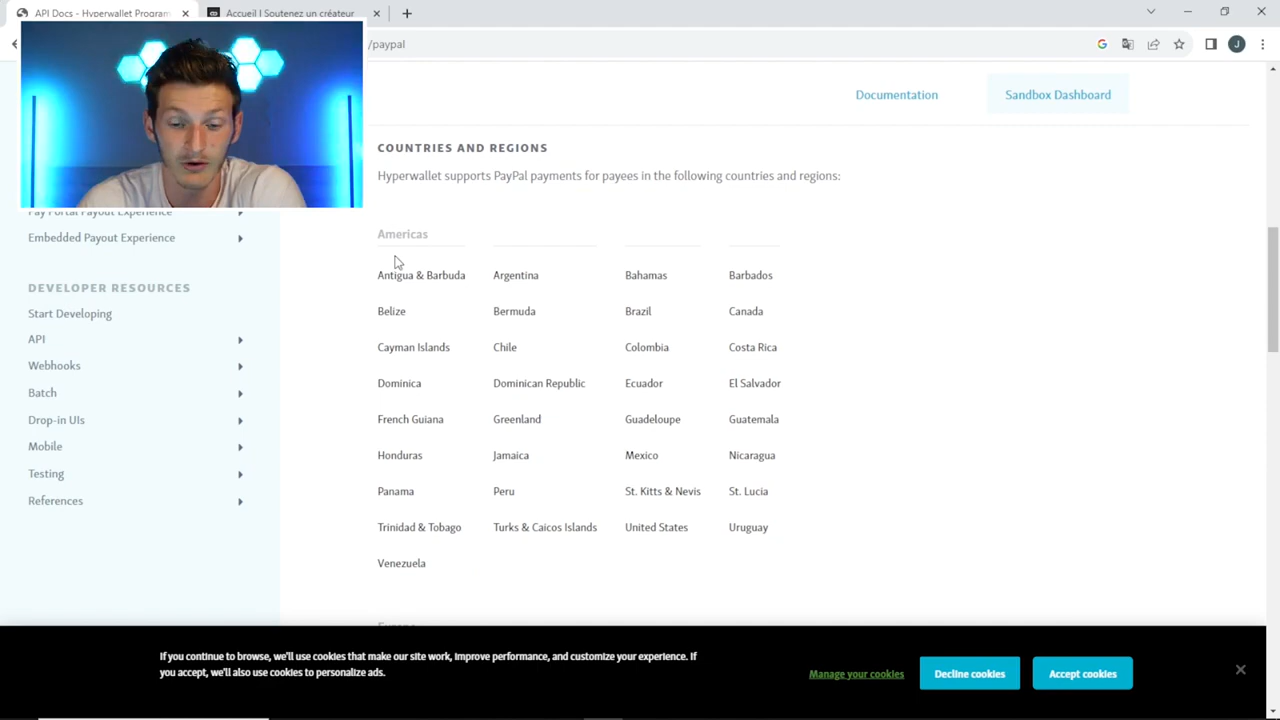 API Docs - Hyperwallet Program
Accueil I Soutenez un créateur
/paypal
J
Documentation
Sandbox Dashboard
COUNTRIES AND REGIONS
Hyperwallet supports PayPal payments for payees in the following countries and regions:
Pay Portal Payout Experience
Embedded Payout Experience
DEVELOPER RESOURCES
Start Developing
API
Webhooks
Batch
Drop-in UIs
Mobile
Testing
References
Americas
Antigua & Barbuda Argentina Bahamas Barbados
Belize Bermuda Brazil Canada
Cayman Islands Chile Colombia Costa Rica
Dominica Dominican Republic Ecuador El Salvador
French Guiana Greenland Guadeloupe Guatemala
Honduras Jamaica Mexico Nicaragua
Panama Peru St. Kitts & Nevis St. Lucia
Trinidad & Tobago Turks & Caicos Islands United States Uruguay
Venezuela
If you continue to browse, we'll use cookies that make our site work, improve performance, and customize your experience. If
you accept, we'll also use cookies to personalize ads.
Manage your cookies
Decline cookies
Accept cookies